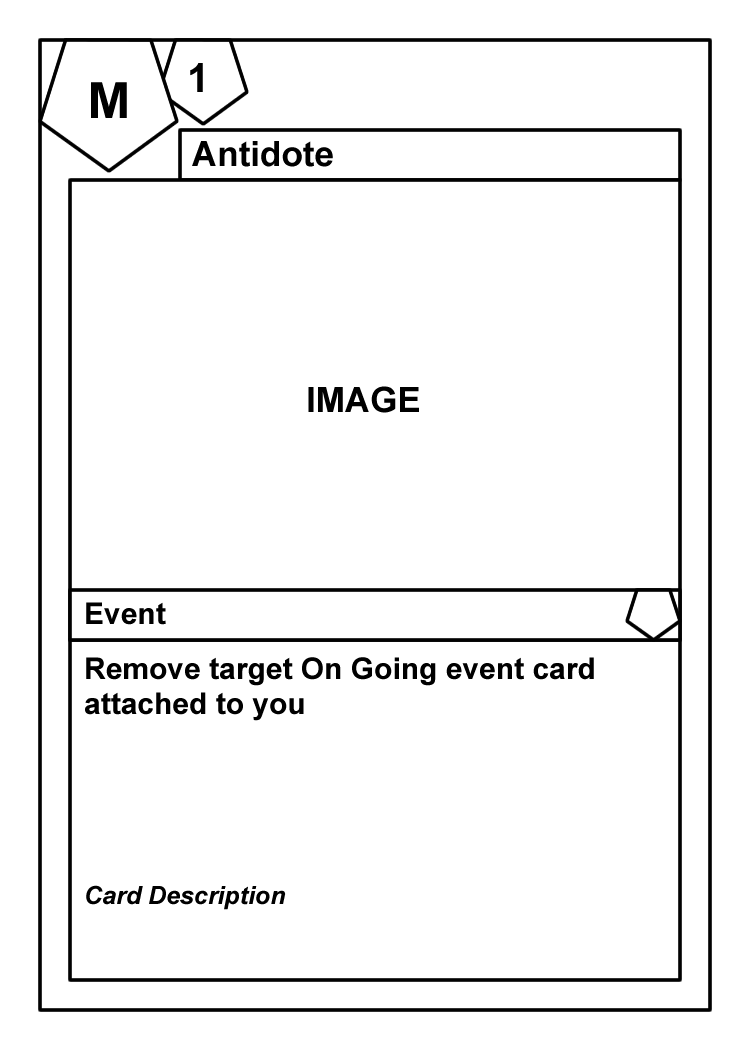 M
1
Antidote
IMAGE
Event
Remove target On Going event card
attached to you
Card Description